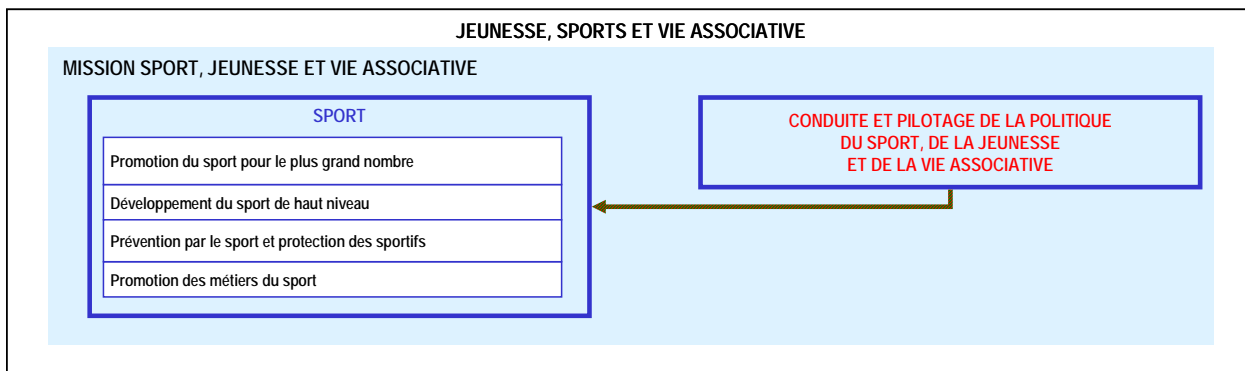 JEUNESSE, SPORTS ET VIE ASSOCIATIVE
MISSION SPORT, JEUNESSE ET VIE ASSOCIATIVE
SPORT
Promotion du sport pour le plus grand nombre
Développement du sport de haut niveau
Prévention par le sport et protection des sportifs
Promotion des métiers du sport
CONDUITE ET PILOTAGE DE LA POLITIQUE
DU SPORT, DE LA JEUNESSE
ET DE LA VIE ASSOCIATIVE